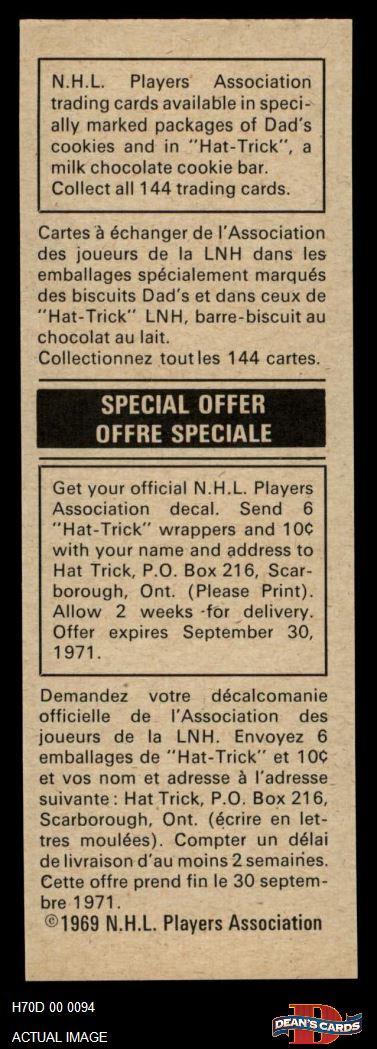 N.H.L. Players' Association
trading cards available in speci-
ally marked packages of Dad's
cookies and in "Hat-Trick", a
milk chocolate cookie bar.
Collect all 144 trading cards.
Cartes à échanger de l'Association
des joueurs de la LNH dans les
emballages spécialement marqués
des biscuits Dad's et dans ceux de
"Hat-Trick" LNH, barre-biscuit au
chocolat au lait.
Collectionnez toutles 144 cartes.
SPECIAL OFFER
OFFRE SPECIALE
Get your official N.H.L. Players
Association decal. Send 6
"Hat-Trick" wrappers and 10¢
with your name and address to
Hat Trick, P.O. Box 216, Scar-
borough, Ont. (Please Print).
Allow 2 weeks for delivery.
Offer expires September 30,
1971.
Demandez votre décalcomanie
officielle de l'Association des
joueurs de la LNH. Envoyez 6
emballages de "Hat-Trick" et 10¢
et vos nom et adresse à l'adresse
suivante: Hat Trick, P.O. Box 216,
Scarborough, Ont. (écrire en let-
tres moulées). Compter un délai
de livraison d'au moins 2 semaines.
Cette offre prend fin le 30 septem-
bre 1971.
©1969 N.H.L. Players Association
H70D 00 0094
ACTUAL IMAGE
D
DEAN'S CARDS